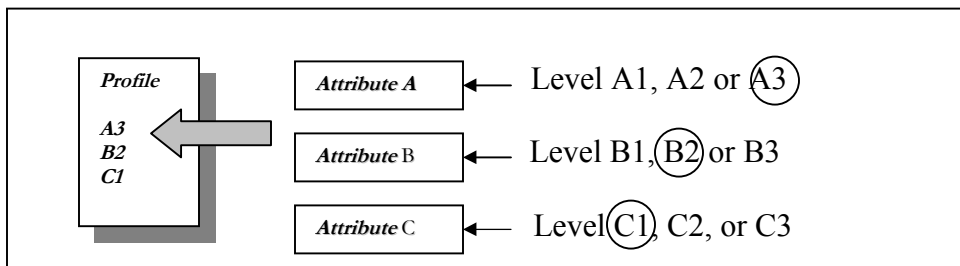 Profile
A3
B2
C1
Attribute A
Level A1, A2 or A3
Attribute B
Level B1, B2 or B3
Attribute C
Level C1, C2, or C3